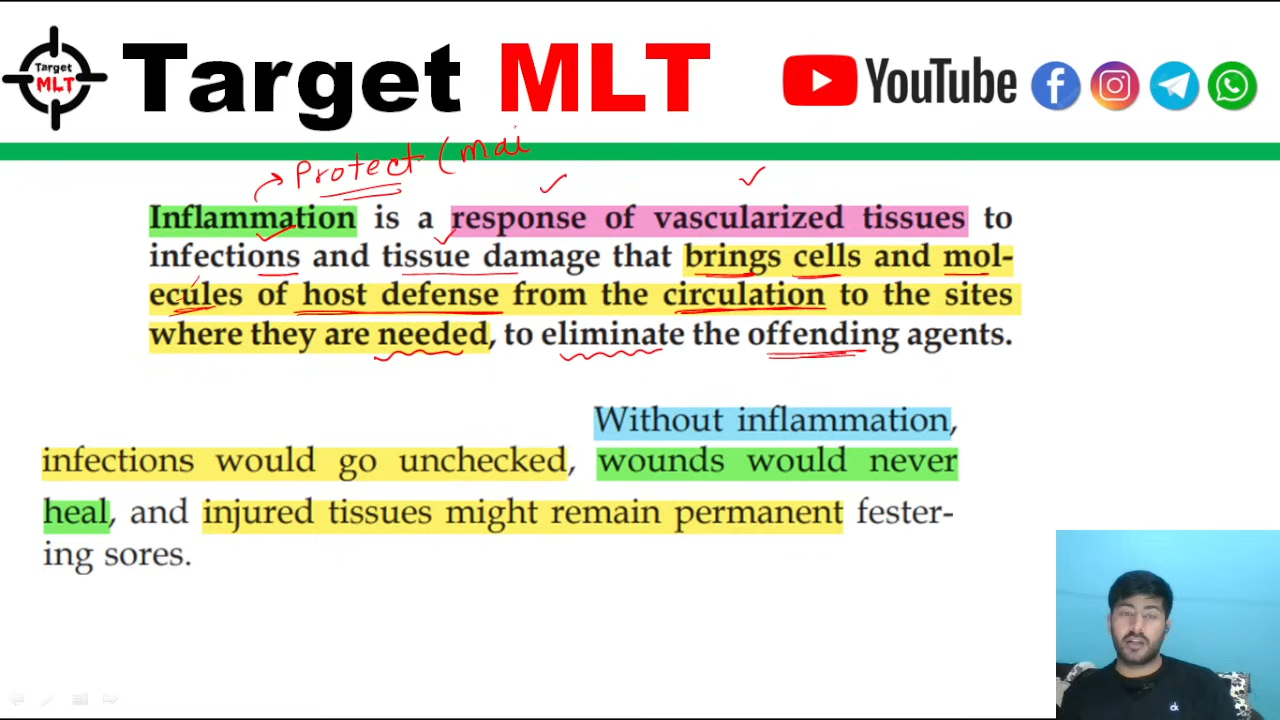 Target
MLT
Target MLT
YouTube
Protect (mai
Inflammation is a response of vascularized tissues to
infections and tissue damage that brings cells and mol-
ecules of host defense from the circulation to the sites
where they are needed, to eliminate the offending agents.
Without inflammation,
infections would go unchecked, wounds would never
heal, and injured tissues might remain permanent fester-
ing sores.